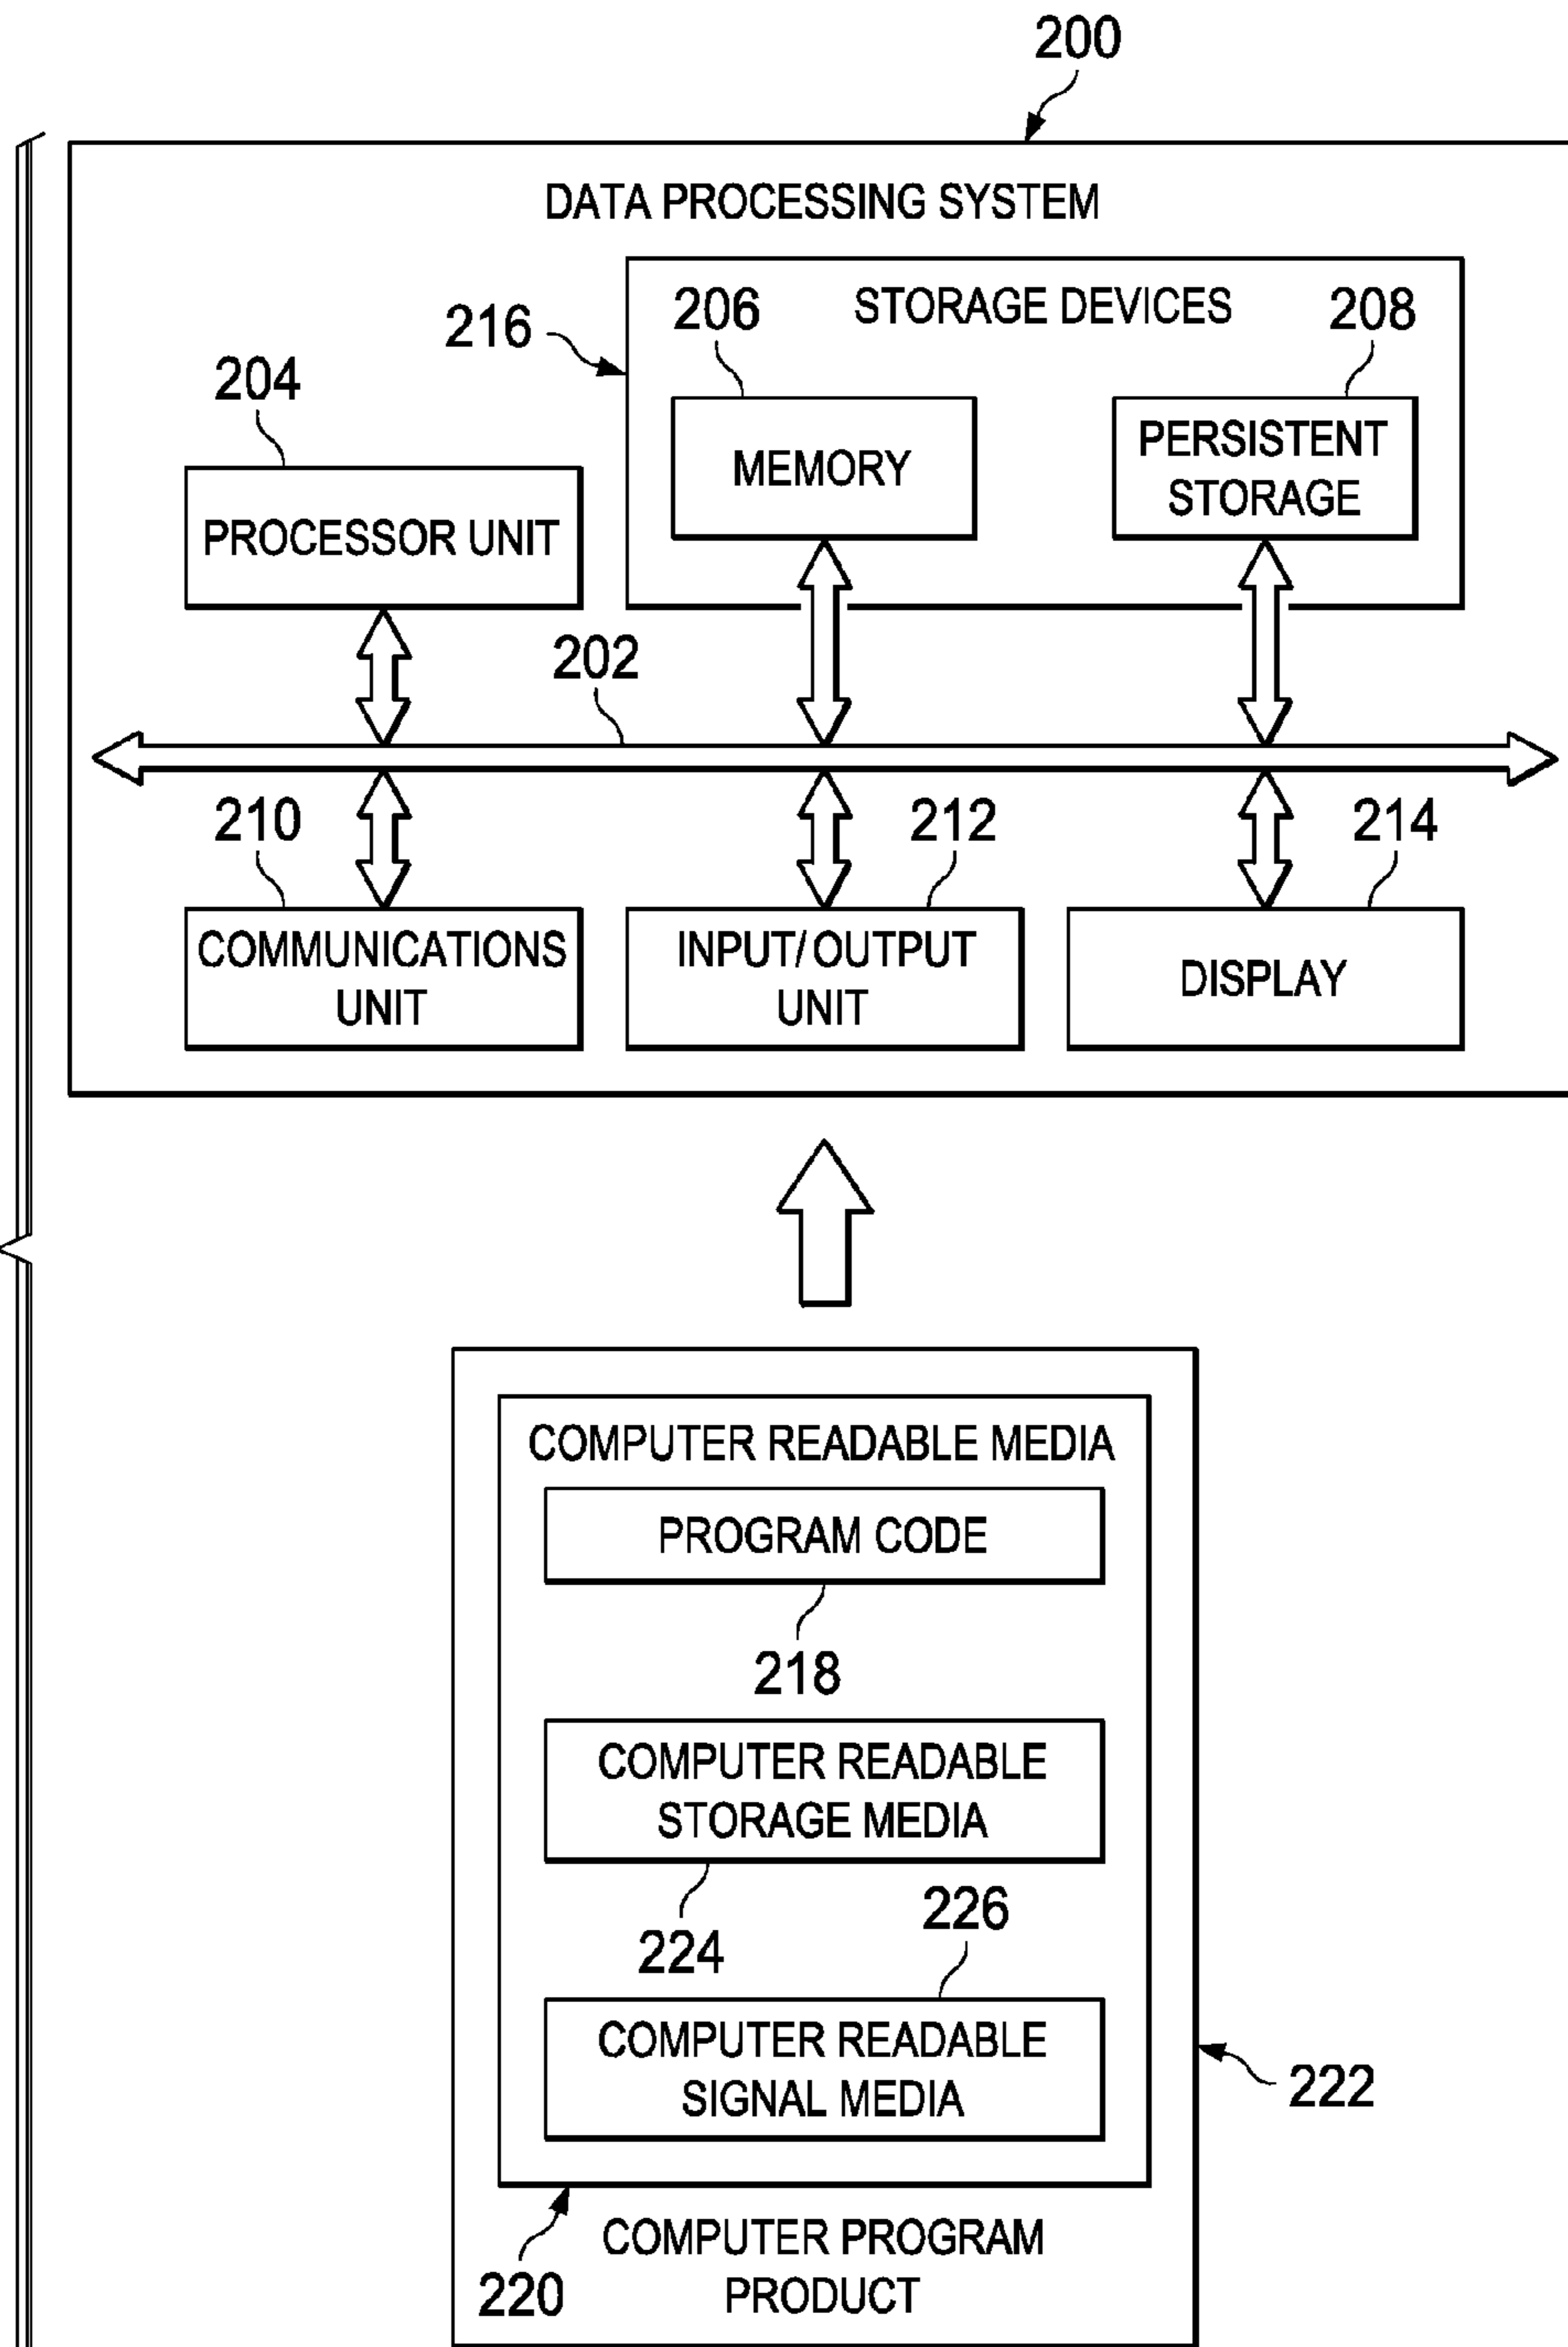 200
DATA PROCESSING SYSTEM
216
206
STORAGE DEVICES
208
204
MEMORY
PERSISTENT
STORAGE
PROCESSOR UNIT
202
210
212
214
COMMUNICATIONS
UNIT
INPUT/OUTPUT
UNIT
DISPLAY
COMPUTER READABLE MEDIA
PROGRAM CODE
218
COMPUTER READABLE
STORAGE MEDIA
224
226
COMPUTER READABLE
SIGNAL MEDIA
222
220
COMPUTER PROGRAM
PRODUCT